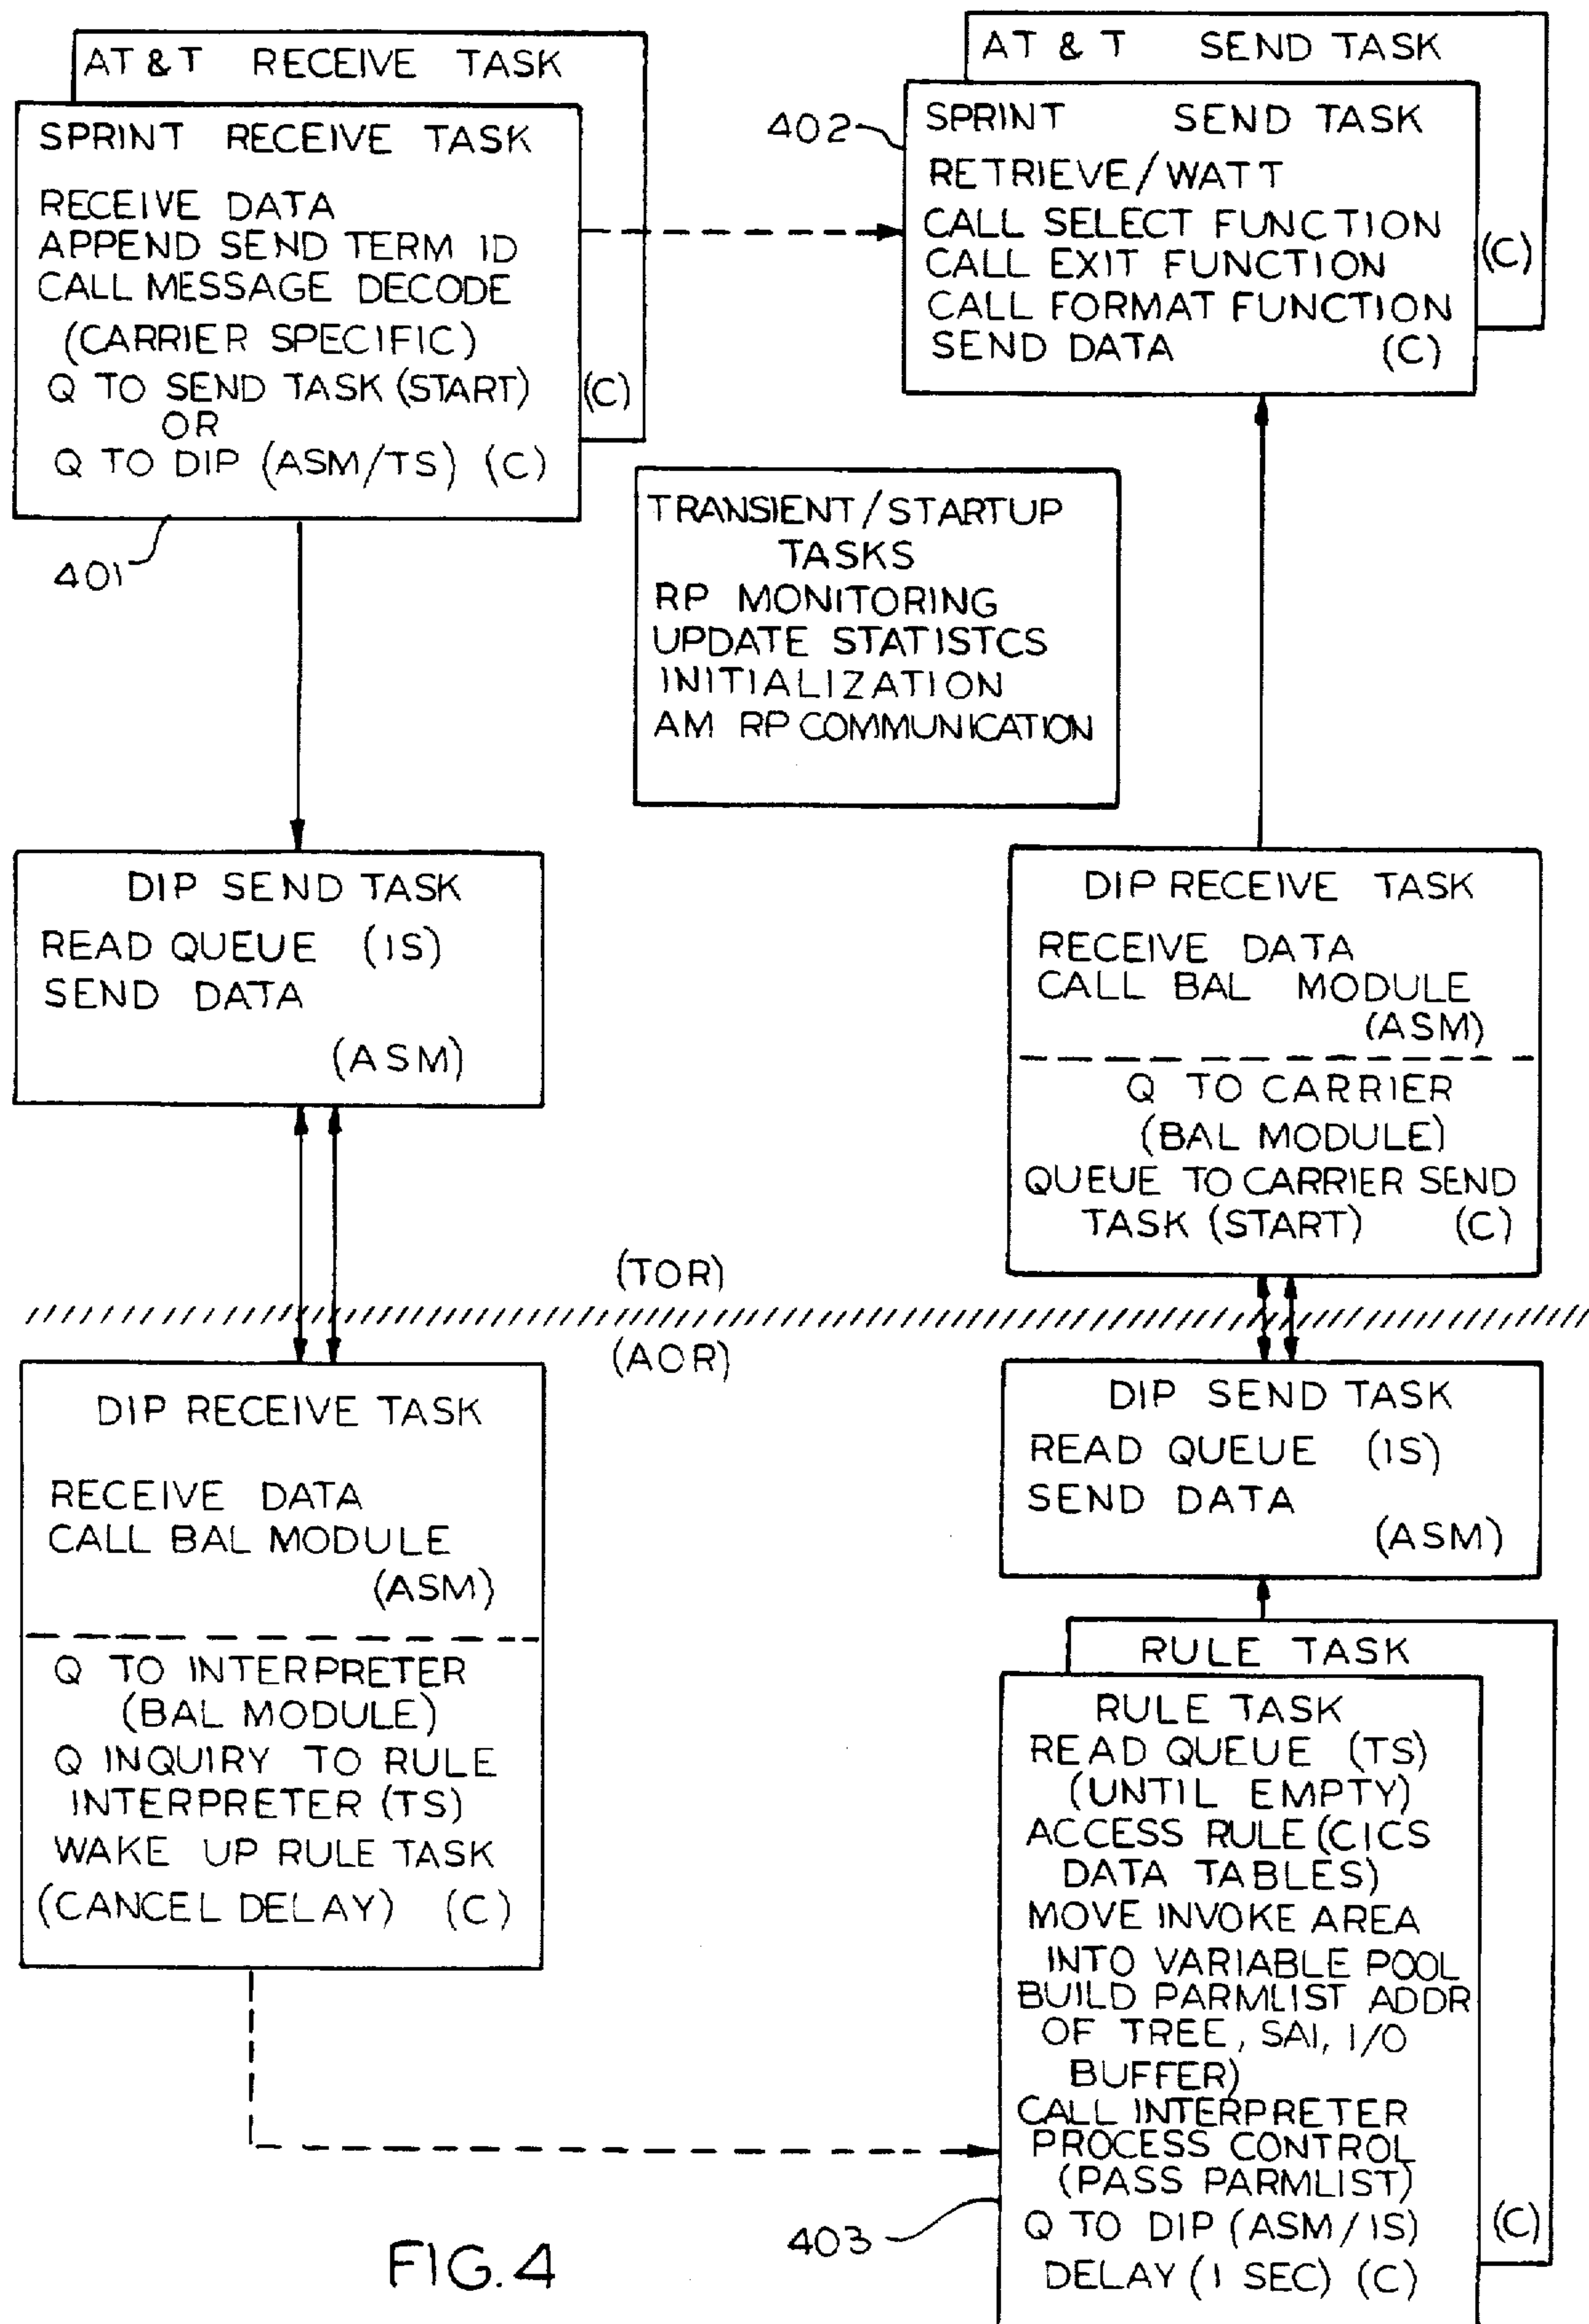 AT & T RECEIVE TASK
SPRINT RECEIVE TASK
RECEIVE DATA
APPEND SEND TERM ID
CALL MESSAGE DECODE
(CARRIER SPECIFIC)
Q TO SEND TASK (START)
OR
Q TO DIP (ASM/TS) (C)
(C)
401
AT & T SEND TASK
402
SPRINT SEND TASK
RETRIEVE/WATT
CALL SELECT FUNCTION
CALL EXIT FUNCTION
CALL FORMAT FUNCTION
SEND DATA (C)
(C)
TRANSIENT/STARTUP
TASKS
RP MONITORING
UPDATE STATISTCS
INITIALIZATION
AM RP COMMUNICATION
DIP SEND TASK
READ QUEUE (IS)
SEND DATA
(ASM)
DIP RECEIVE TASK
RECEIVE DATA
CALL BAL MODULE
(ASM)
Q TO CARRIER
(BAL MODULE)
QUEUE TO CARRIER SEND
TASK (START) (C)
(TOR)
(AOR)
DIP RECEIVE TASK
RECEIVE DATA
CALL BAL MODULE
(ASM)
Q TO INTERPRETER
(BAL MODULE)
Q INQUIRY TO RULE
INTERPRETER (TS)
WAKE UP RULE TASK
(CANCEL DELAY) (C)
DIP SEND TASK
READ QUEUE (IS)
SEND DATA
(ASM)
RULE TASK
RULE TASK
READ QUEUE (TS)
(UNTIL EMPTY)
ACCESS RULE (CICS
DATA TABLES)
MOVE INVOKE AREA
INTO VARIABLE POOL
BUILD PARMLIST ADDR
OF TREE, SAI, I/O
BUFFER)
CALL INTERPRETER
PROCESS CONTROL
(PASS PARMLIST)
Q TO DIP (ASM/IS)
DELAY (1 SEC) (C)
(C)
403
FIG. 4